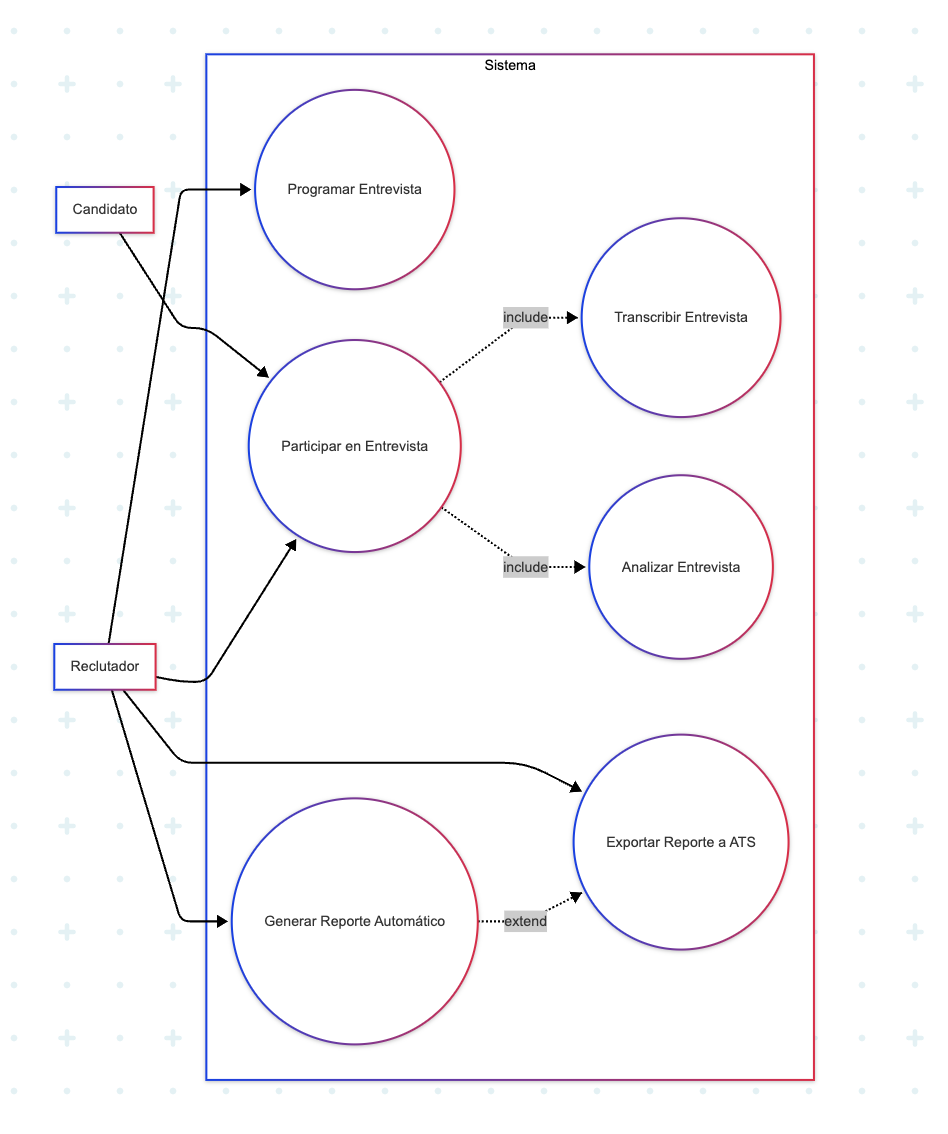 Sistema
Programar Entrevista
Candidato
include
Transcribir Entrevista
Participar en Entrevista
include
Analizar Entrevista
Reclutador
Exportar Reporte a ATS
Generar Reporte Automático
extend